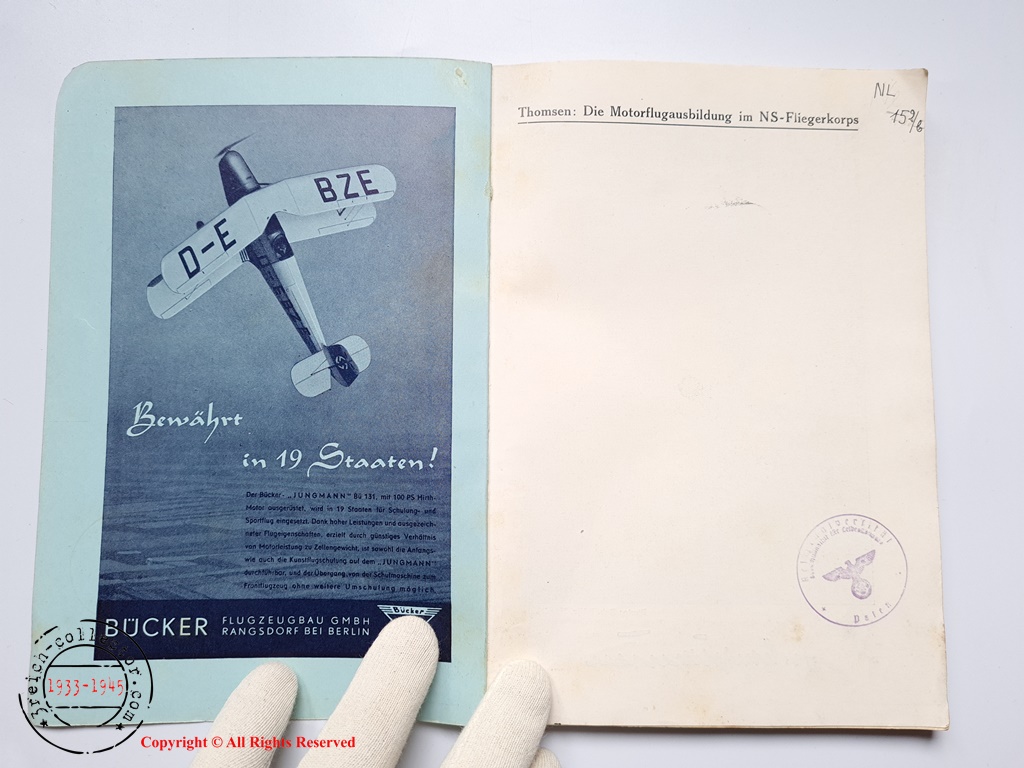 D-E BZE
Bewährt
in 19 Staaten!
Der Bücker- „JUNGMANN" Bü 131, mit 100 PS Hirth-
Motor ausgerüstet, wird in 19 Staaten für Schulung- und
Sportflug eingesetzt. Dank hoher Leistungen und ausgezeich-
neter Flugeigenschaften, erzielt durch günstiges Verhältnis
von Motorleistung zu Zellengewicht, ist sowohl die Anfangs-
wie auch die Kunstflugschulung auf dem „JUNGMANN"
durchführbar, und der Übergang von der Schulmaschine zum
Frontflugzeug ohne weitere Umschulung möglich.
Bücker
BÜCKER FLUGZEUGBAU GMBH
RANGSDORF BEI BERLIN
NL
Thomsen: Die Motorflugausbildung im NS-Fliegerkorps
3reich-collector.com
1933-1945
Copyright © All Rights Reserved